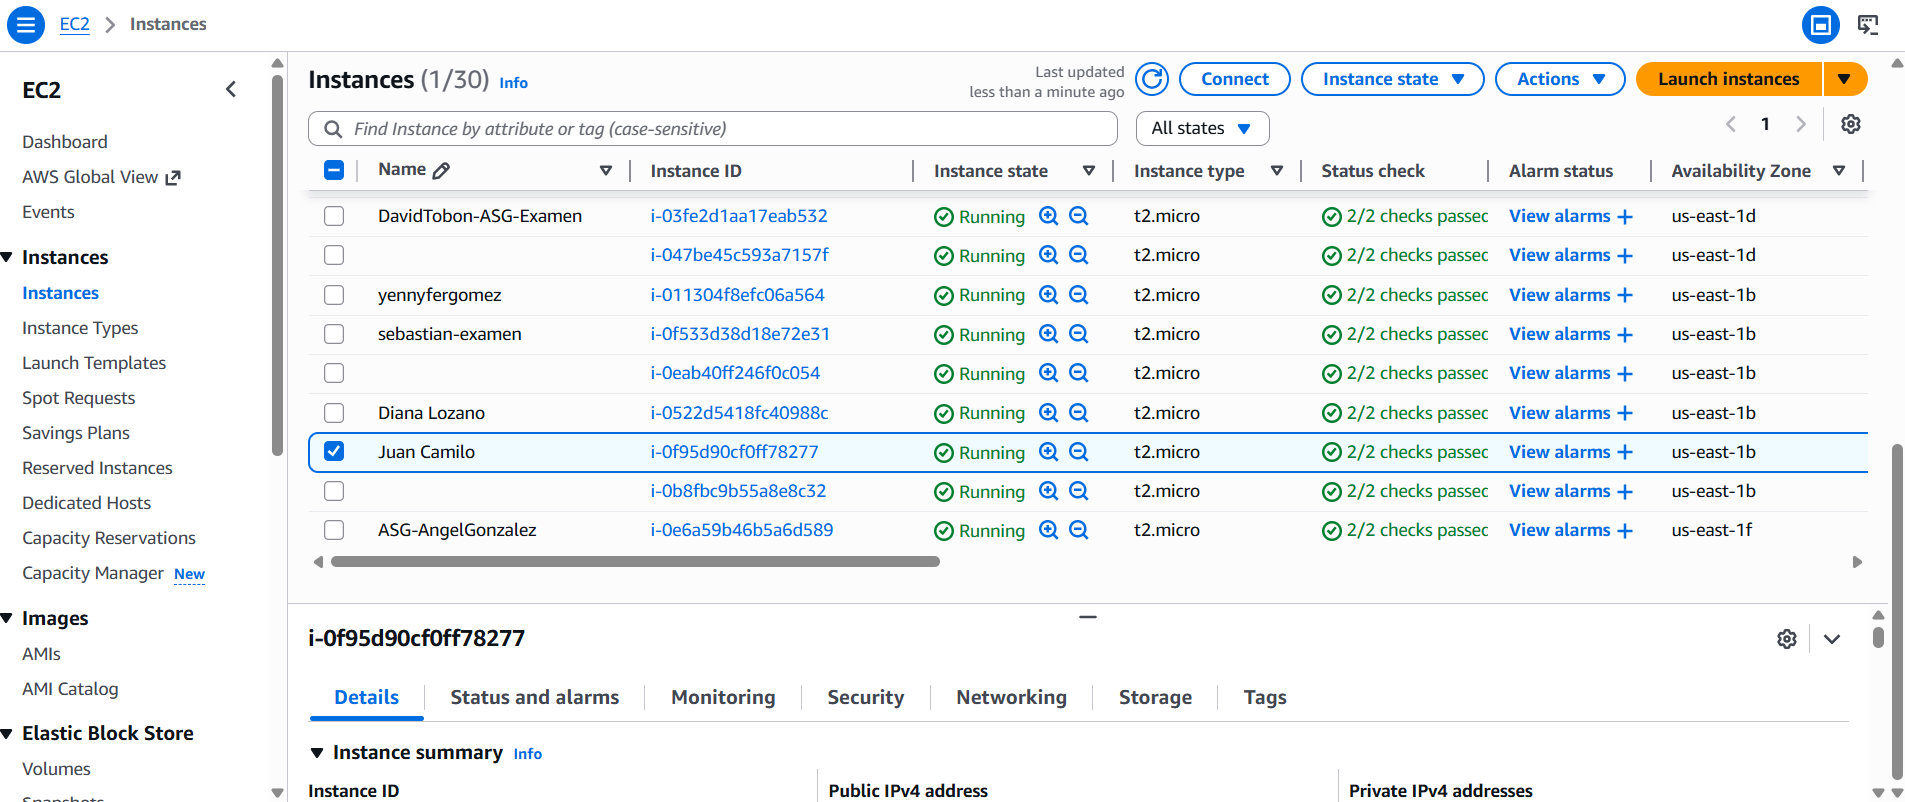 EC2 > Instances
EC2
Dashboard
AWS Global View
Events
Instances
Instances
Instance Types
Launch Templates
Spot Requests
Savings Plans
Reserved Instances
Dedicated Hosts
Capacity Reservations
Capacity Manager New
Images
AMIs
AMI Catalog
Elastic Block Store
Volumes
Snapshots
Instances (1/30) Info
Last updated
less than a minute ago
Connect
Instance state
Actions
Launch instances
Find Instance by attribute or tag (case-sensitive)
All states
1
Name Instance ID Instance state Instance type Status check Alarm status Availability Zone
DavidTobon-ASG-Examen i-03fe2d1aa17eab532 Running t2.micro 2/2 checks passed View alarms + us-east-1d
i-047be45c593a7157f Running t2.micro 2/2 checks passed View alarms + us-east-1d
yennyfergomez i-011304f8efc06a564 Running t2.micro 2/2 checks passed View alarms + us-east-1b
sebastian-examen i-0f533d38d18e72e31 Running t2.micro 2/2 checks passed View alarms + us-east-1b
i-0eab40ff246f0c054 Running t2.micro 2/2 checks passed View alarms + us-east-1b
Diana Lozano i-0522d5418fc40988c Running t2.micro 2/2 checks passed View alarms + us-east-1b
Juan Camilo i-0f95d90cf0ff78277 Running t2.micro 2/2 checks passed View alarms + us-east-1b
i-0b8fbc9b55a8e8c32 Running t2.micro 2/2 checks passed View alarms + us-east-1b
ASG-AngelGonzalez i-0e6a59b46b5a6d589 Running t2.micro 2/2 checks passed View alarms + us-east-1f
i-0f95d90cf0ff78277
Details Status and alarms Monitoring Security Networking Storage Tags
Instance summary Info
Instance ID Public IPv4 address Private IPv4 addresses